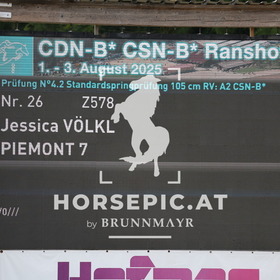 CDN-B* CSN-B* Ransho
1. - 3. August 2025
Prüfung N°4.2 Standardspringprüfung 105 cm RV: A2 CSN-B*
Nr. 26 Z578
Jessica VÖLKL
PIEMONT 7
HORSEPIC.AT
by BRUNNMAYR